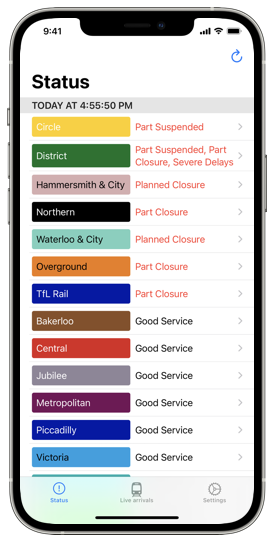 9:41
Status
TODAY AT 4:55:50 PM
Circle Part Suspended
District Part Suspended, Part
Closure, Severe Delays
Hammersmith & City Planned Closure
Northern Part Closure
Waterloo & City Planned Closure
Overground Part Closure
TfL Rail Part Closure
Bakerloo Good Service
Central Good Service
Jubilee Good Service
Metropolitan Good Service
Piccadilly Good Service
Victoria Good Service
Status Live arrivals Settings